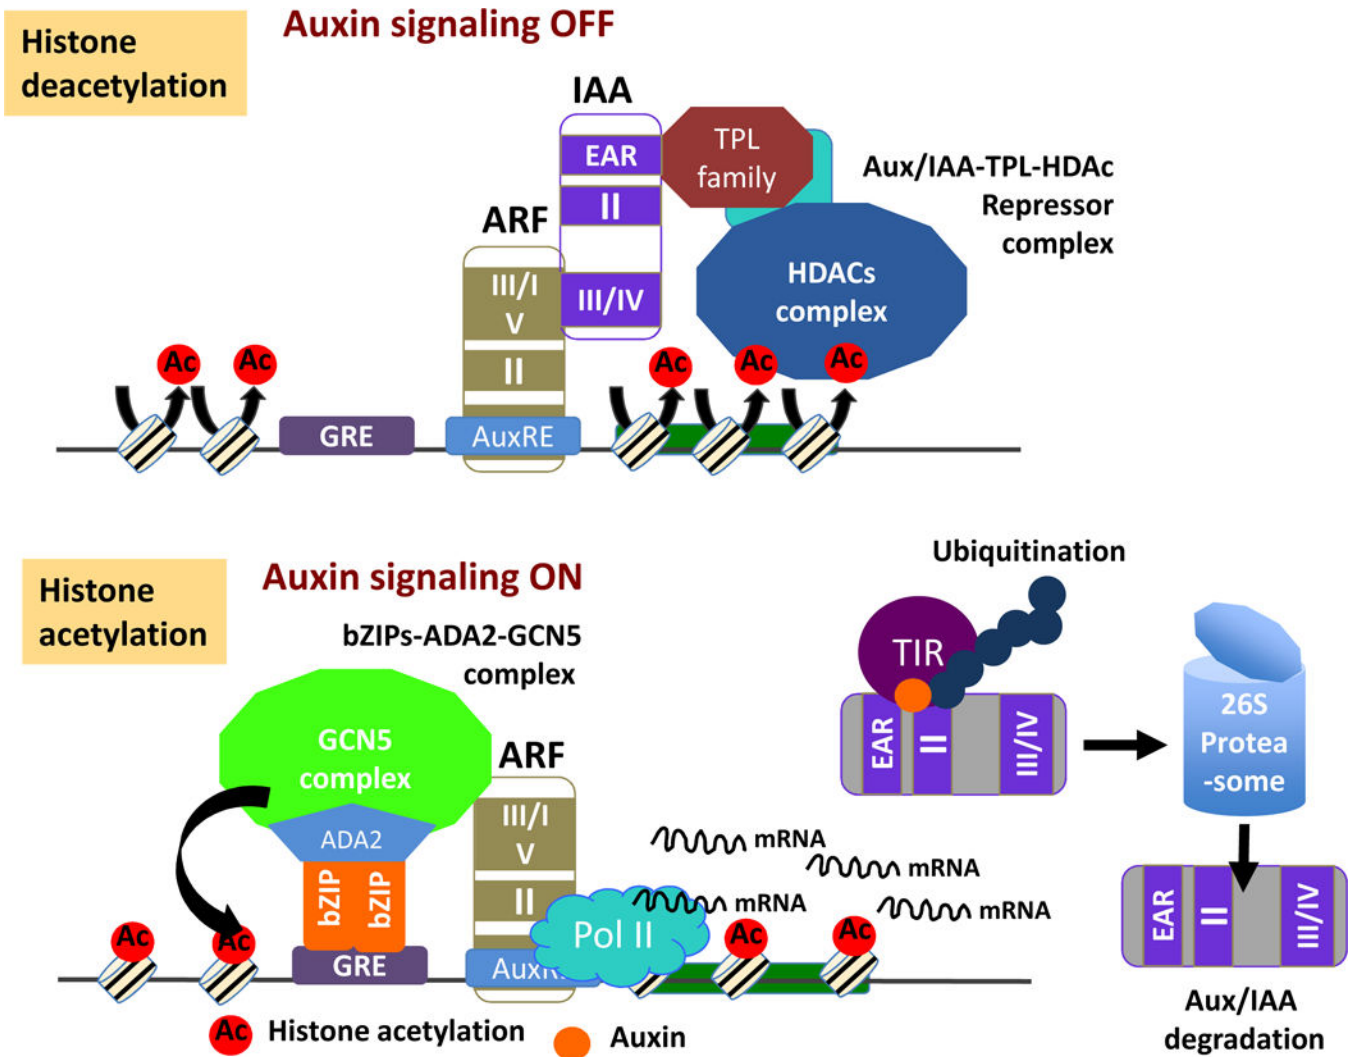 Histone
deacetylation
Auxin signaling OFF
IAA
EAR
II
III/IV
TPL
family
Aux/IAA-TPL-HDAc
Repressor
complex
HDACs
complex
ARF
III/I
V
II
Ac
Ac
Ac
Ac
Ac
GRE
AuxRE
Histone
acetylation
Auxin signaling ON
bZIPs-ADA2-GCN5
complex
GCN5
complex
ADA2
bZIP
bZIP
GRE
ARF
III/I
V
II
AuxR
Pol II
mRNA
mRNA
mRNA
mRNA
Ac
Ac
Ac
Ac
Ubiquitination
TIR
EAR
II
III/IV
26S
Protea
-some
EAR
II
III/IV
Aux/IAA
degradation
Ac
Histone acetylation
Auxin